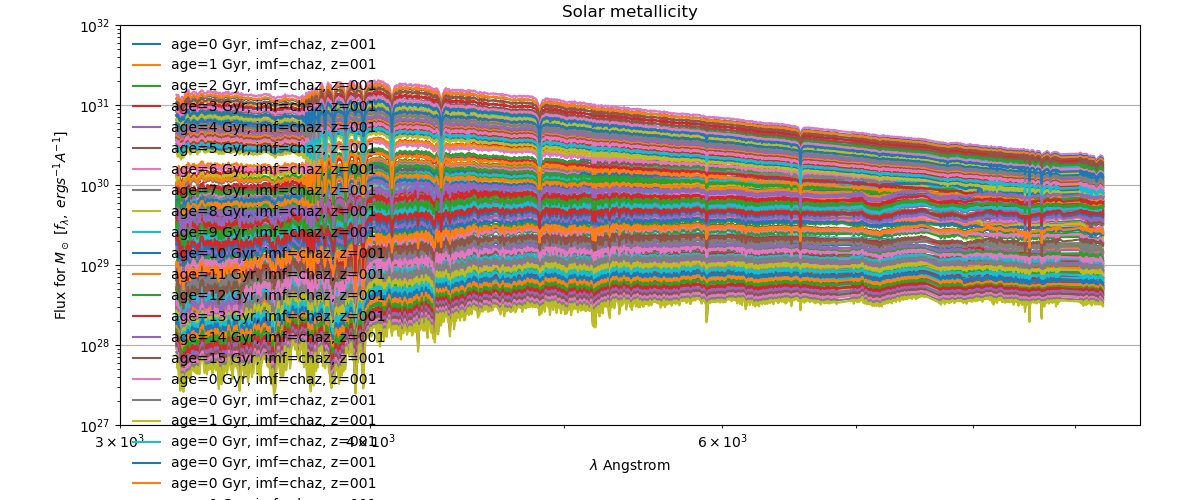 Solar metallicity
10^32
10^31
10^30
10^29
10^28
10^27
Flux for M_⊙ [f_λ, ergs^−1A^−1]
age=0 Gyr, imf=chaz, z=001
age=1 Gyr, imf=chaz, z=001
age=2 Gyr, imf=chaz, z=001
age=3 Gyr, imf=chaz, z=001
age=4 Gyr, imf=chaz, z=001
age=5 Gyr, imf=chaz, z=001
age=6 Gyr, imf=chaz, z=001
age=7 Gyr, imf=chaz, z=001
age=8 Gyr, imf=chaz, z=001
age=9 Gyr, imf=chaz, z=001
age=10 Gyr, imf=chaz, z=001
age=11 Gyr, imf=chaz, z=001
age=12 Gyr, imf=chaz, z=001
age=13 Gyr, imf=chaz, z=001
age=14 Gyr, imf=chaz, z=001
age=15 Gyr, imf=chaz, z=001
age=0 Gyr, imf=chaz, z=001
age=0 Gyr, imf=chaz, z=001
age=1 Gyr, imf=chaz, z=001
age=0 Gyr, imf=chaz, z=001
age=0 Gyr, imf=chaz, z=001
age=0 Gyr, imf=chaz, z=001
3 × 10^3
4 × 10^3
6 × 10^3
λ Angstrom